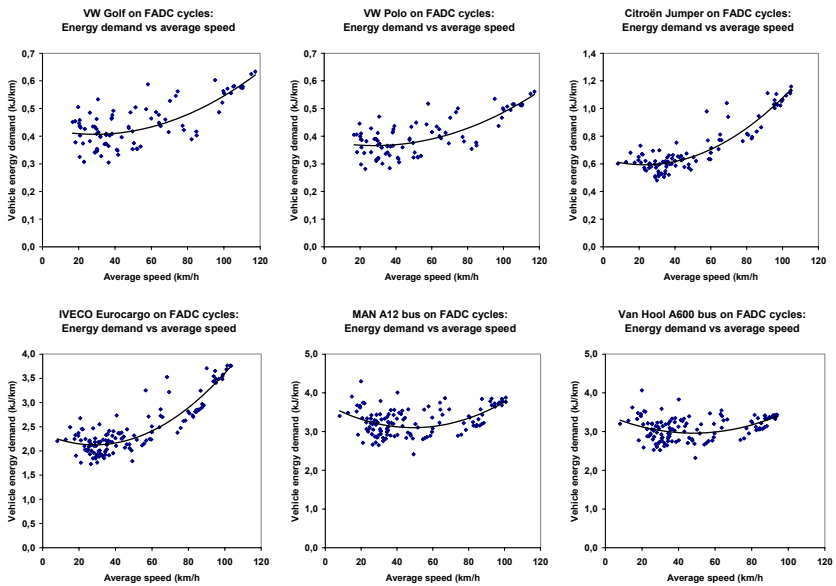 VW Golf on FADC cycles:
Energy demand vs average speed
Vehicle energy demand (kJ/km)
0,7
0,6
0,5
0,4
0,3
0,2
0,1
0,0
0 20 40 60 80 100 120
Average speed (km/h
VW Polo on FADC cycles:
Energy demand vs average speed
Vehicle energy demand (kJ/km)
0,7
0,6
0,5
0,4
0,3
0,2
0,1
0,0
0 20 40 60 80 100 120
Average speed (km/h
Citroën Jumper on FADC cycles:
Energy demand vs average speed
Vehicle energy demand (kJ/km)
1,4
1,2
1,0
0,8
0,6
0,4
0,2
0,0
0 20 40 60 80 100 120
Average speed (km/h
IVECO Eurocargo on FADC cycles:
Energy demand vs average speed
Vehicle energy demand (kJ/km)
4,0
3,5
3,0
2,5
2,0
1,5
1,0
0,5
0,0
0 20 40 60 80 100 120
Average speed (km/h
MAN A12 bus on FADC cycles:
Energy demand vs average speed
Vehicle energy demand (kJ/km)
5,0
4,0
3,0
2,0
1,0
0,0
0 20 40 60 80 100 120
Average speed (km/h
Van Hool A600 bus on FADC cycles:
Energy demand vs average speed
Vehicle energy demand (kJ/km)
5,0
4,0
3,0
2,0
1,0
0,0
0 20 40 60 80 100 120
Average speed (km/h